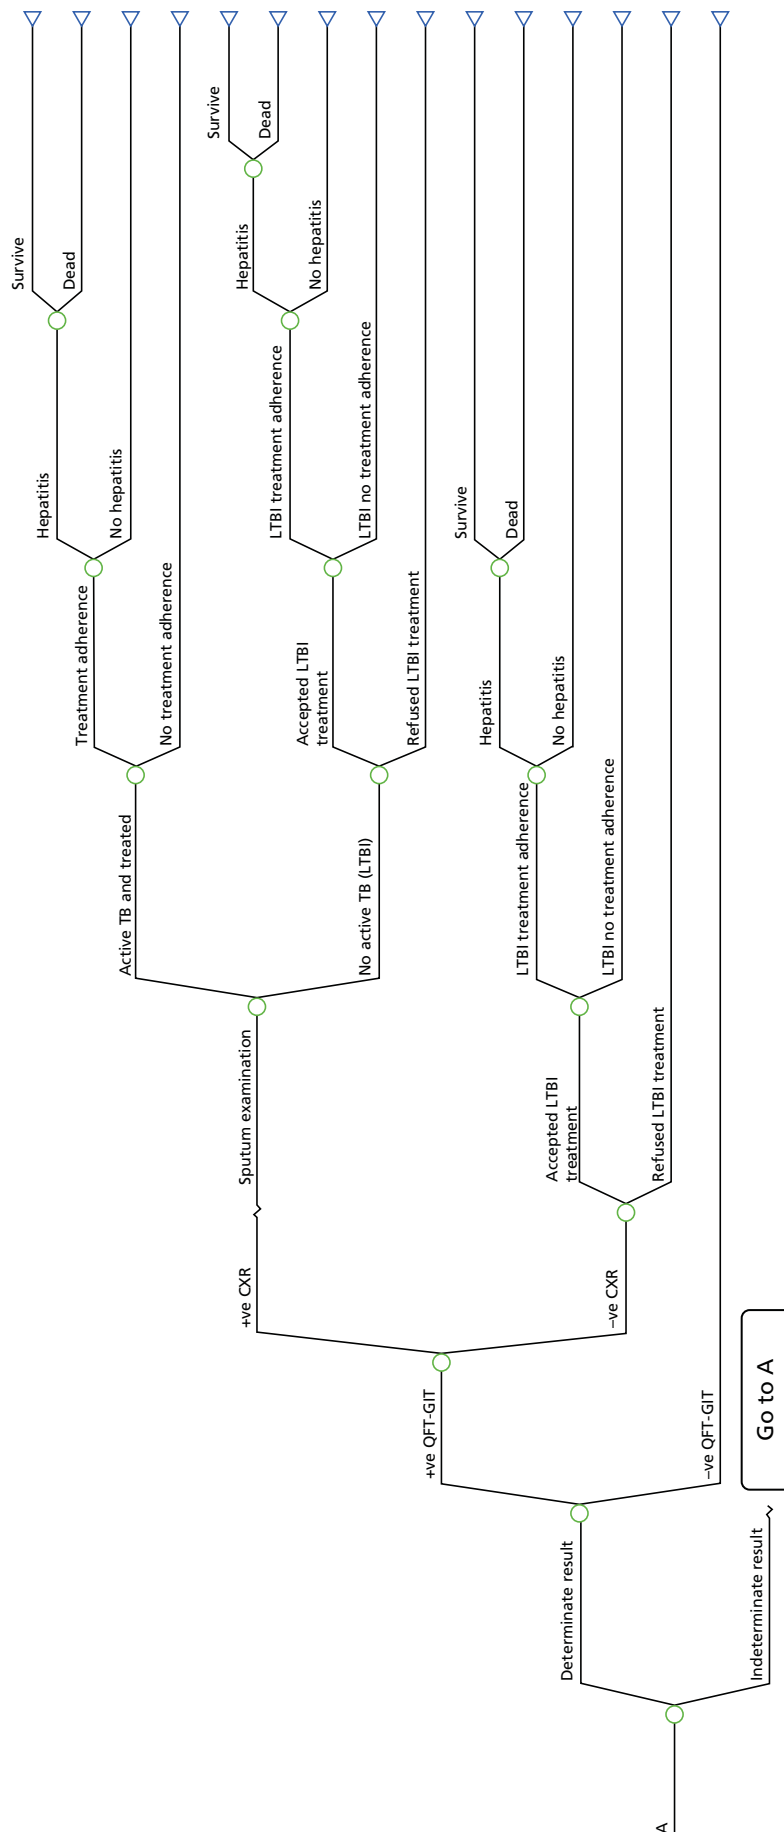 A
Determinate result
Indeterminate result
Go to A
+ve QFT-GIT
–ve QFT-GIT
+ve CXR
–ve CXR
Sputum examination
Active TB and treated
No active TB (LTBI)
Treatment adherence
No treatment adherence
Hepatitis
No hepatitis
Survive
Dead
Accepted LTBI
treatment
Refused LTBI treatment
LTBI treatment adherence
LTBI no treatment adherence
Hepatitis
No hepatitis
Survive
Dead
Accepted LTBI
treatment
Refused LTBI treatment
LTBI treatment adherence
LTBI no treatment adherence
Hepatitis
No hepatitis
Survive
Dead